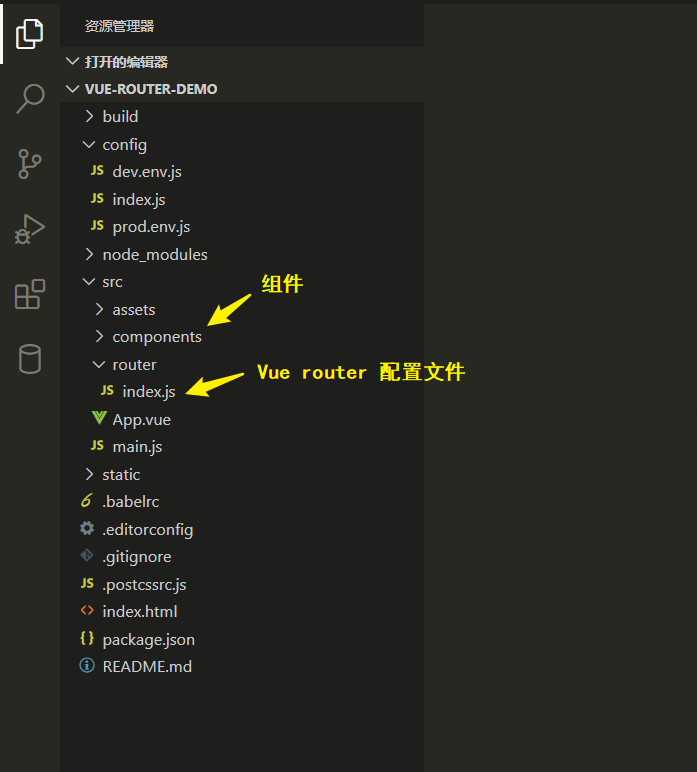 资源管理器
打开的编辑器
VUE-ROUTER-DEMO
build
config
JS dev.env.js
JS index.js
JS prod.env.js
node_modules
src
组件
assets
components
router
Vue router 配置文件
JS index.js
App.vue
JS main.js
static
.babelrc
.editorconfig
.gitignore
JS .postcssrc.js
<> index.html
{} package.json
README.md